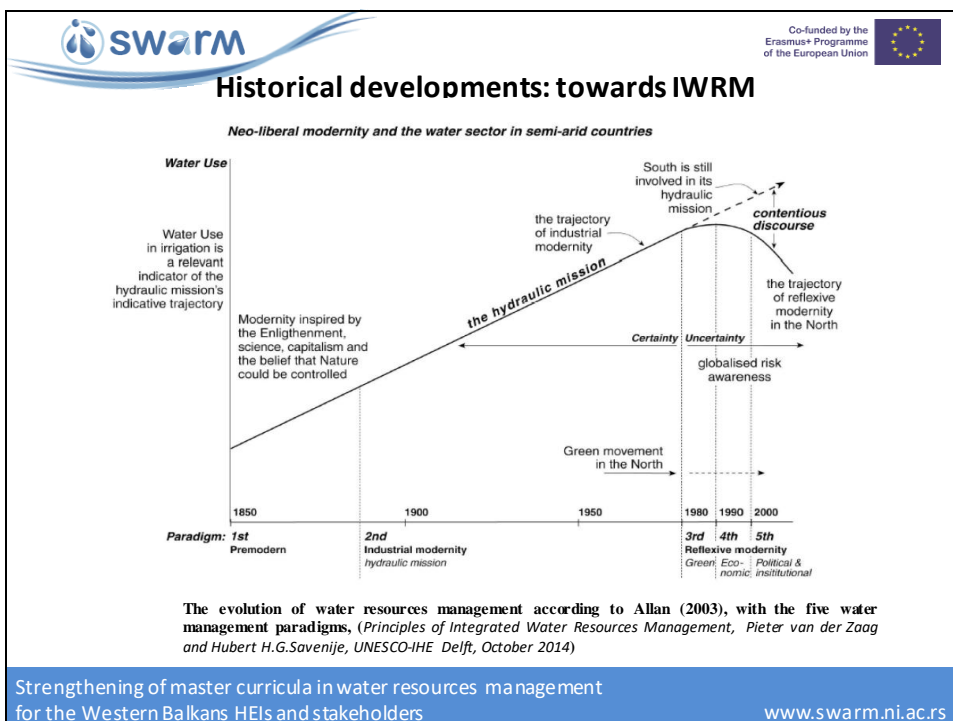 swarm
Co-funded by the
Erasmus+ Programme
of the European Union
Historical developments: towards IWRM
Neo-liberal modernity and the water sector in semi-arid countries
Water Use
South is still
involved in its
hydraulic
mission
contentious
discourse
Water Use
in irrigation is
a relevant
indicator of the
hydraulic mission's
indicative trajectory
the trajectory
of industrial
modernity
the hydraulic mission
the trajectory
of reflexive
modernity
in the North
Modernity inspired by
the Enligthenment,
science, capitalism and
the belief that Nature
could be controlled
Certainty
Uncertainty
globalised risk
awareness
Green movement
in the North
1850
1900
1950
1980
1990
2000
Paradigm: 1st
Premodern
2nd
Industrial modernity
hydraulic mission
3rd
4th
5th
Reflexive modernity
Green
Eco-
nomic
Political &
insititutional
The evolution of water resources management according to Allan (2003), with the five water
management paradigms, (Principles of Integrated Water Resources Management, Pieter van der Zaag
and Hubert H.G.Savenije, UNESCO-IHE Delft, October 2014)
Strengthening of master curricula in water resources management
for the Western Balkans HEIs and stakeholders
www.swarm.ni.ac.rs